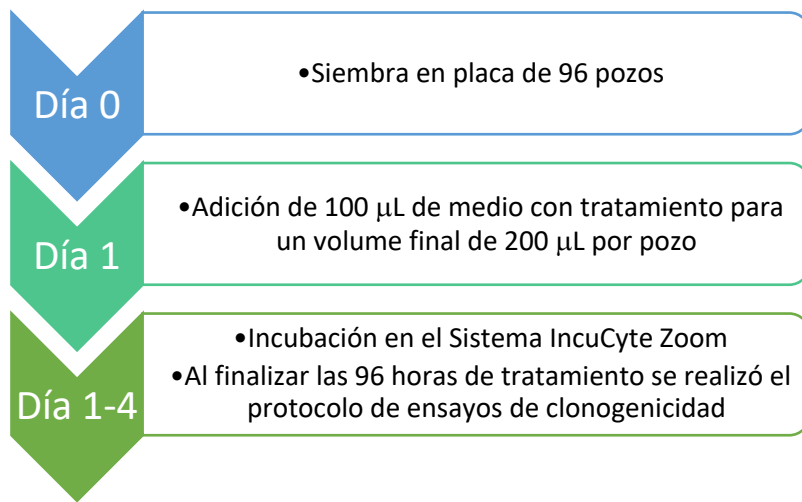 Día 0
•Siembra en placa de 96 pozos
Día 1
•Adición de 100 μL de medio con tratamiento para
un volume final de 200 μL por pozo
Día 1-4
•Incubación en el Sistema IncuCyte Zoom
•Al finalizar las 96 horas de tratamiento se realizó el
protocolo de ensayos de clonogenicidad